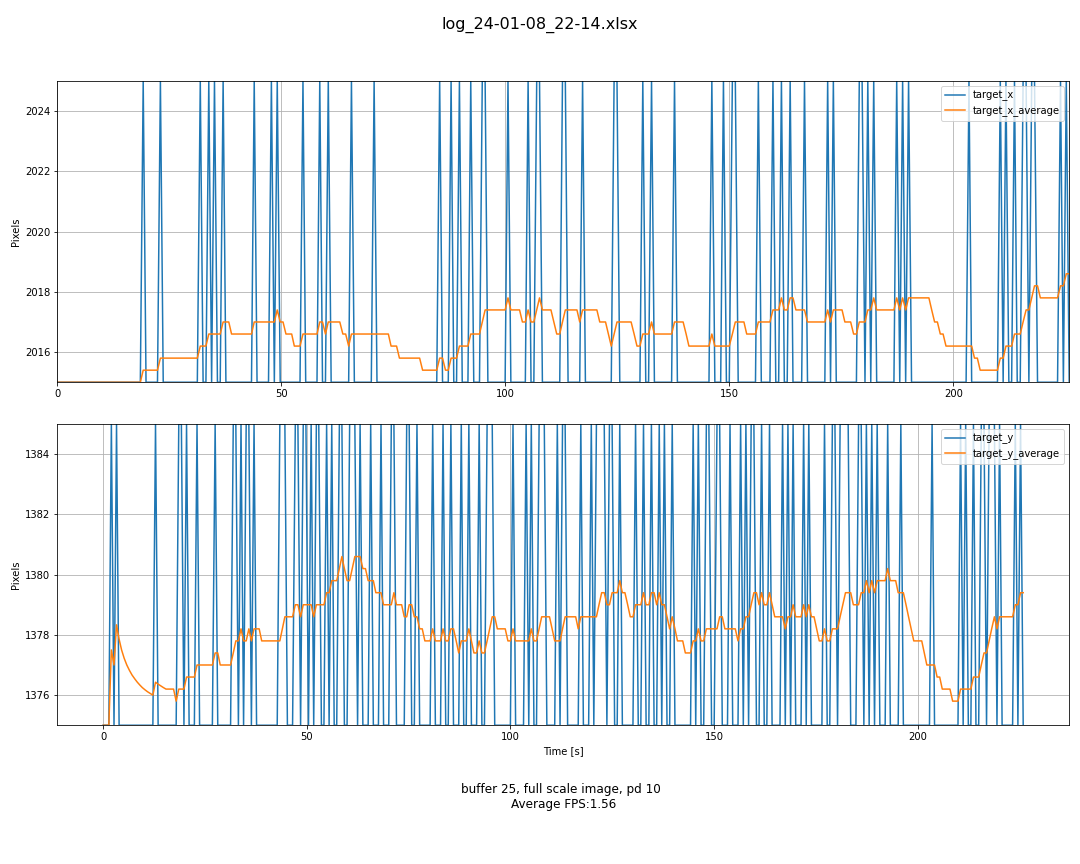 log_24-01-08_22-14.xlsx
target_x
target_x_average
Pixels
2024
2022
2020
2018
2016
0 50 100 150 200
target_y
target_y_average
Pixels
1384
1382
1380
1378
1376
0 50 100 150 200
Time [s]
buffer 25, full scale image, pd 10
Average FPS:1.56